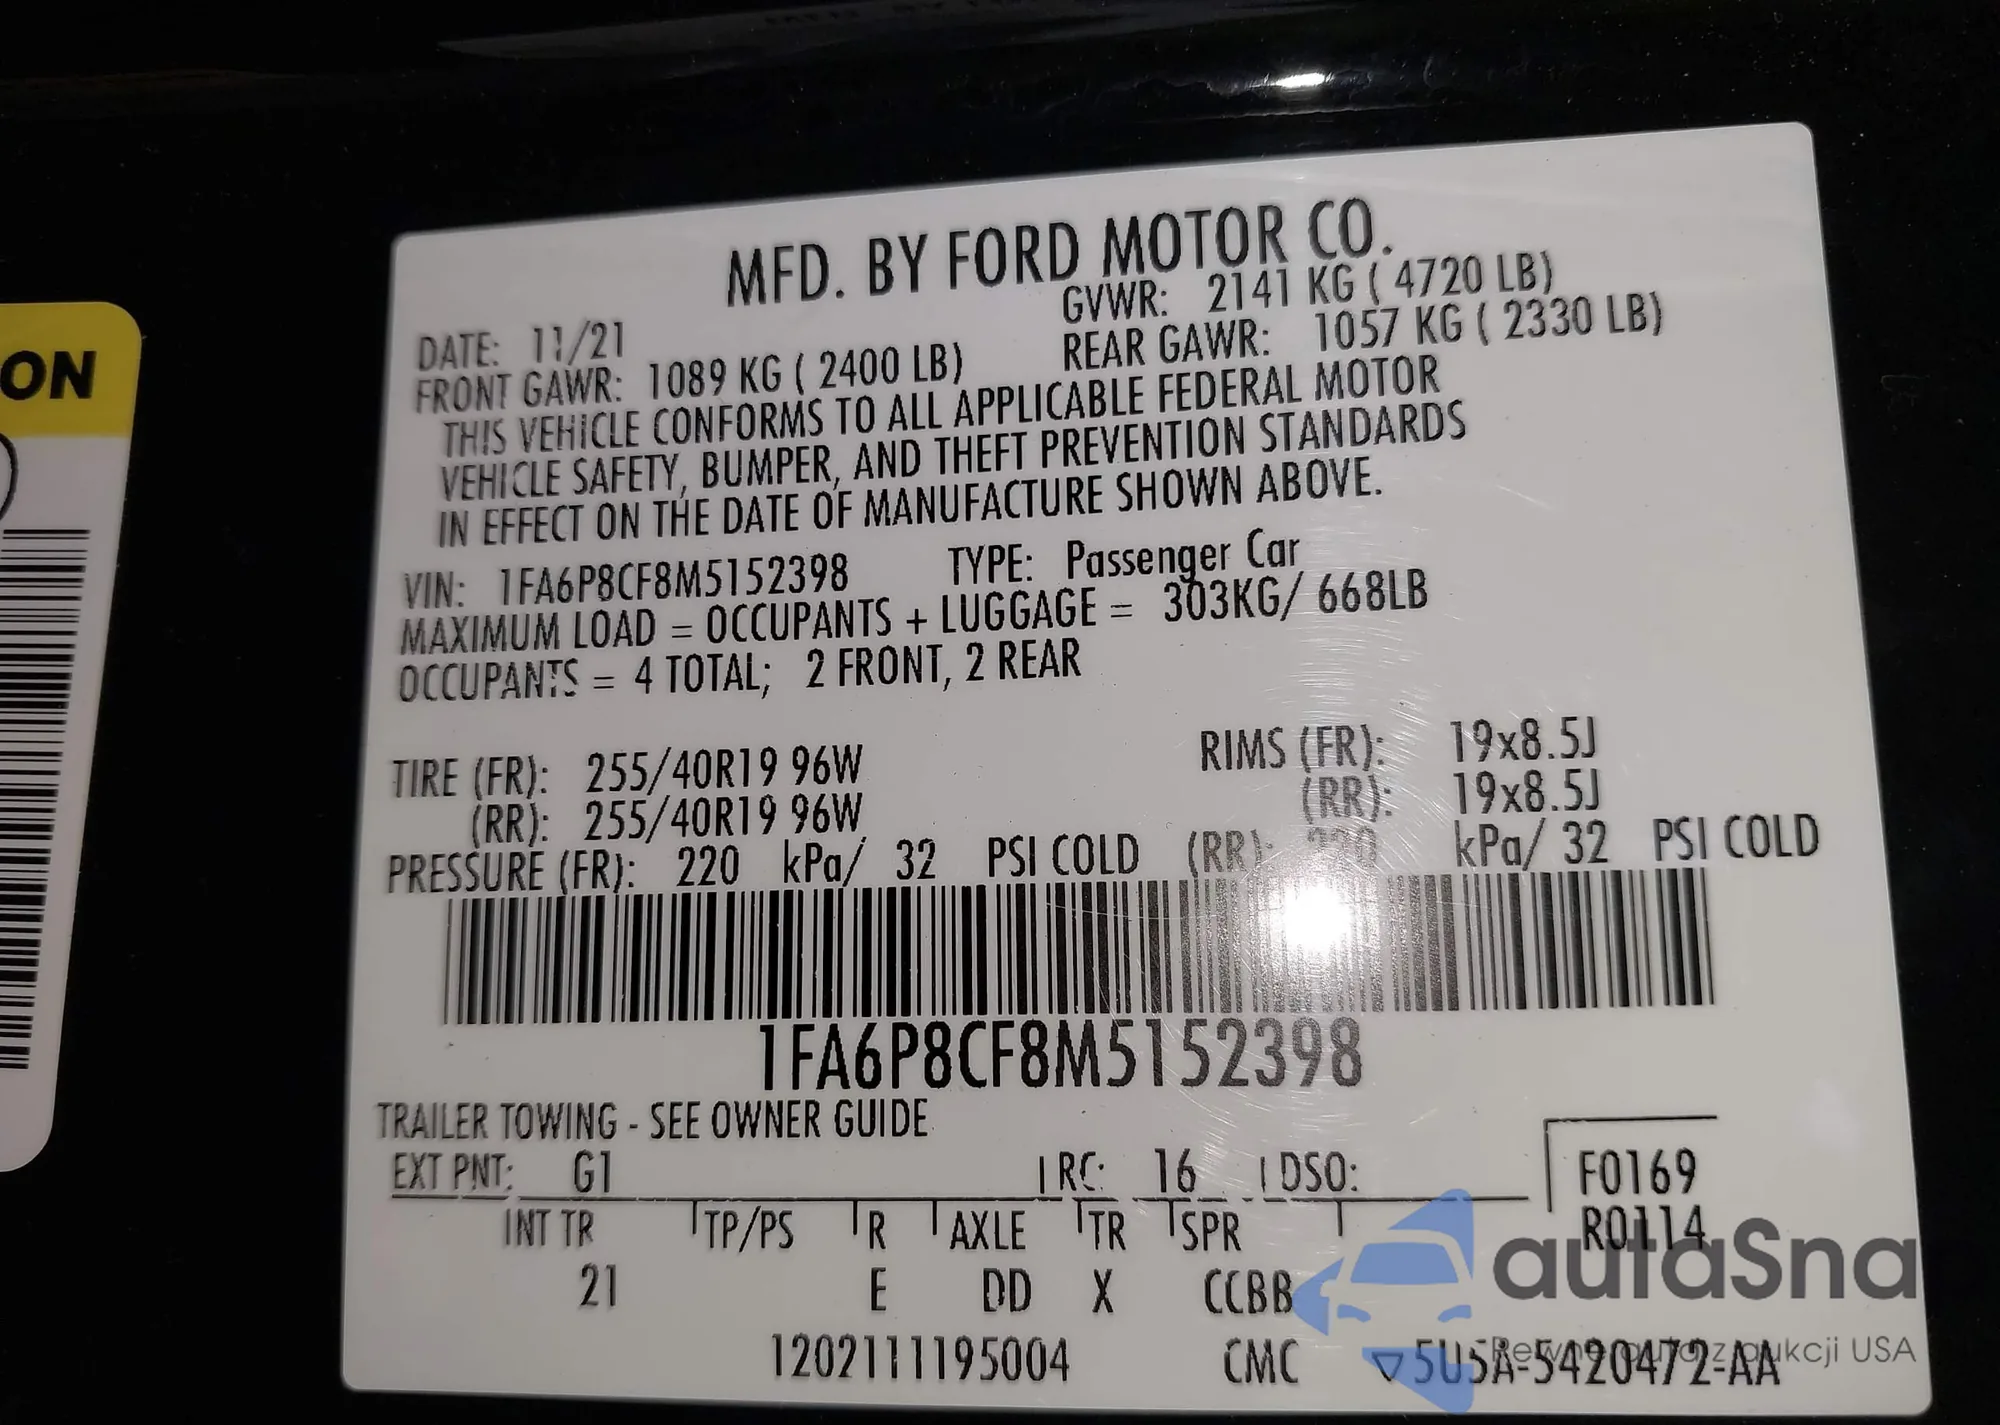 ON
MFD. BY FORD MOTOR CO.
DATE: 11/21 GVWR: 2141 KG ( 4720 LB)
FRONT GAWR: 1089 KG ( 2400 LB) REAR GAWR: 1057 KG ( 2330 LB)
THIS VEHICLE CONFORMS TO ALL APPLICABLE FEDERAL MOTOR
VEHICLE SAFETY, BUMPER, AND THEFT PREVENTION STANDARDS
IN EFFECT ON THE DATE OF MANUFACTURE SHOWN ABOVE.
VIN: 1FA6P8CF8M5152398 TYPE: Passenger Car
MAXIMUM LOAD = OCCUPANTS + LUGGAGE = 303KG/ 668LB
OCCUPANTS = 4 TOTAL; 2 FRONT, 2 REAR
TIRE (FR): 255/40R19 96W RIMS (FR): 19x8.5J
(RR): 255/40R19 96W (RR): 19x8.5J
PRESSURE (FR): 220 kPa/ 32 PSI COLD (RR): 220 kPa/ 32 PSI COLD
1FA6P8CF8M5152398
TRAILER TOWING - SEE OWNER GUIDE
EXT PNT: G1 RC: 16 DSO: F0169
R0114
INT TR TP/PS R AXLE TR SPR
21 E DD X CCBB
1202111195004 CMC ▽5U5A-5420472-AA
autaSna
Pewne auta z aukcji USA